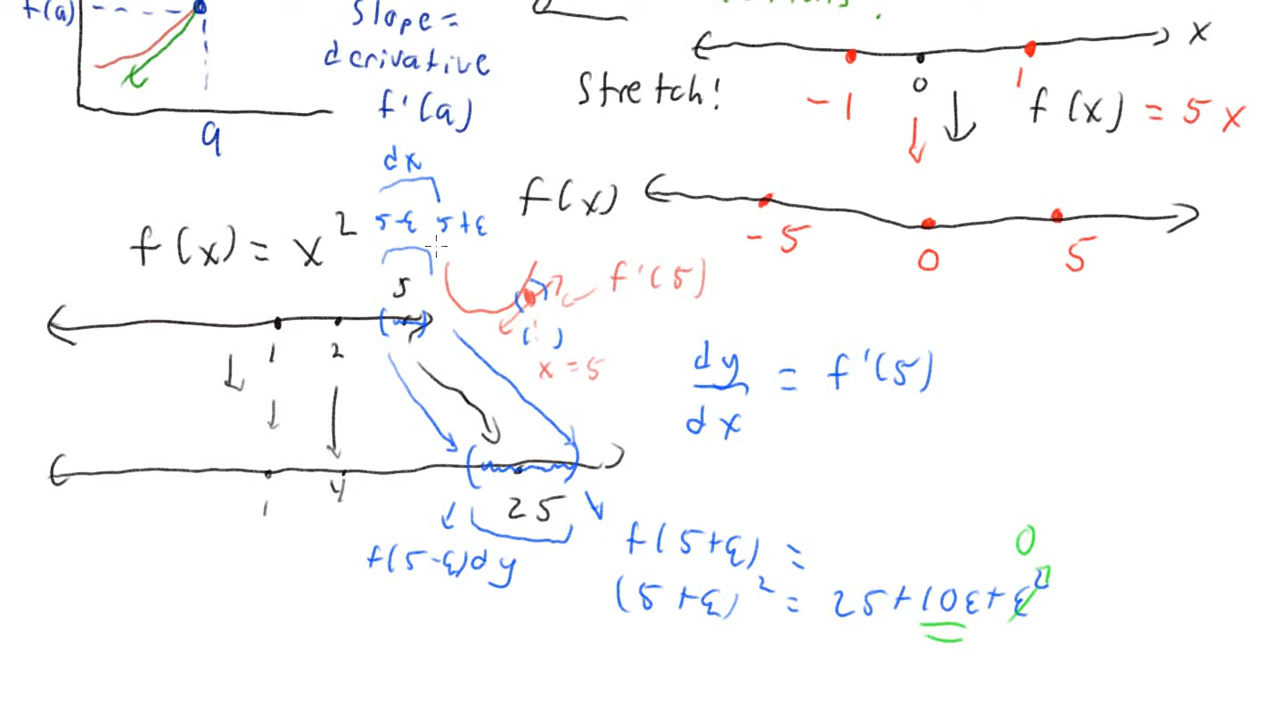 f(a)
Slope =
derivative
f'(a)
a
x
Stretch!
-1
0
1
f(x) = 5x
f(x)
-5
0
5
dx
5-ε 5+ε
f(x) = x²
5
f'(5)
1
2
x = 5
dy
dx
= f'(5)
1
4
25
f(5-ε) dy
f(5+ε) =
0
(5+ε)² = 25+10ε+ε²